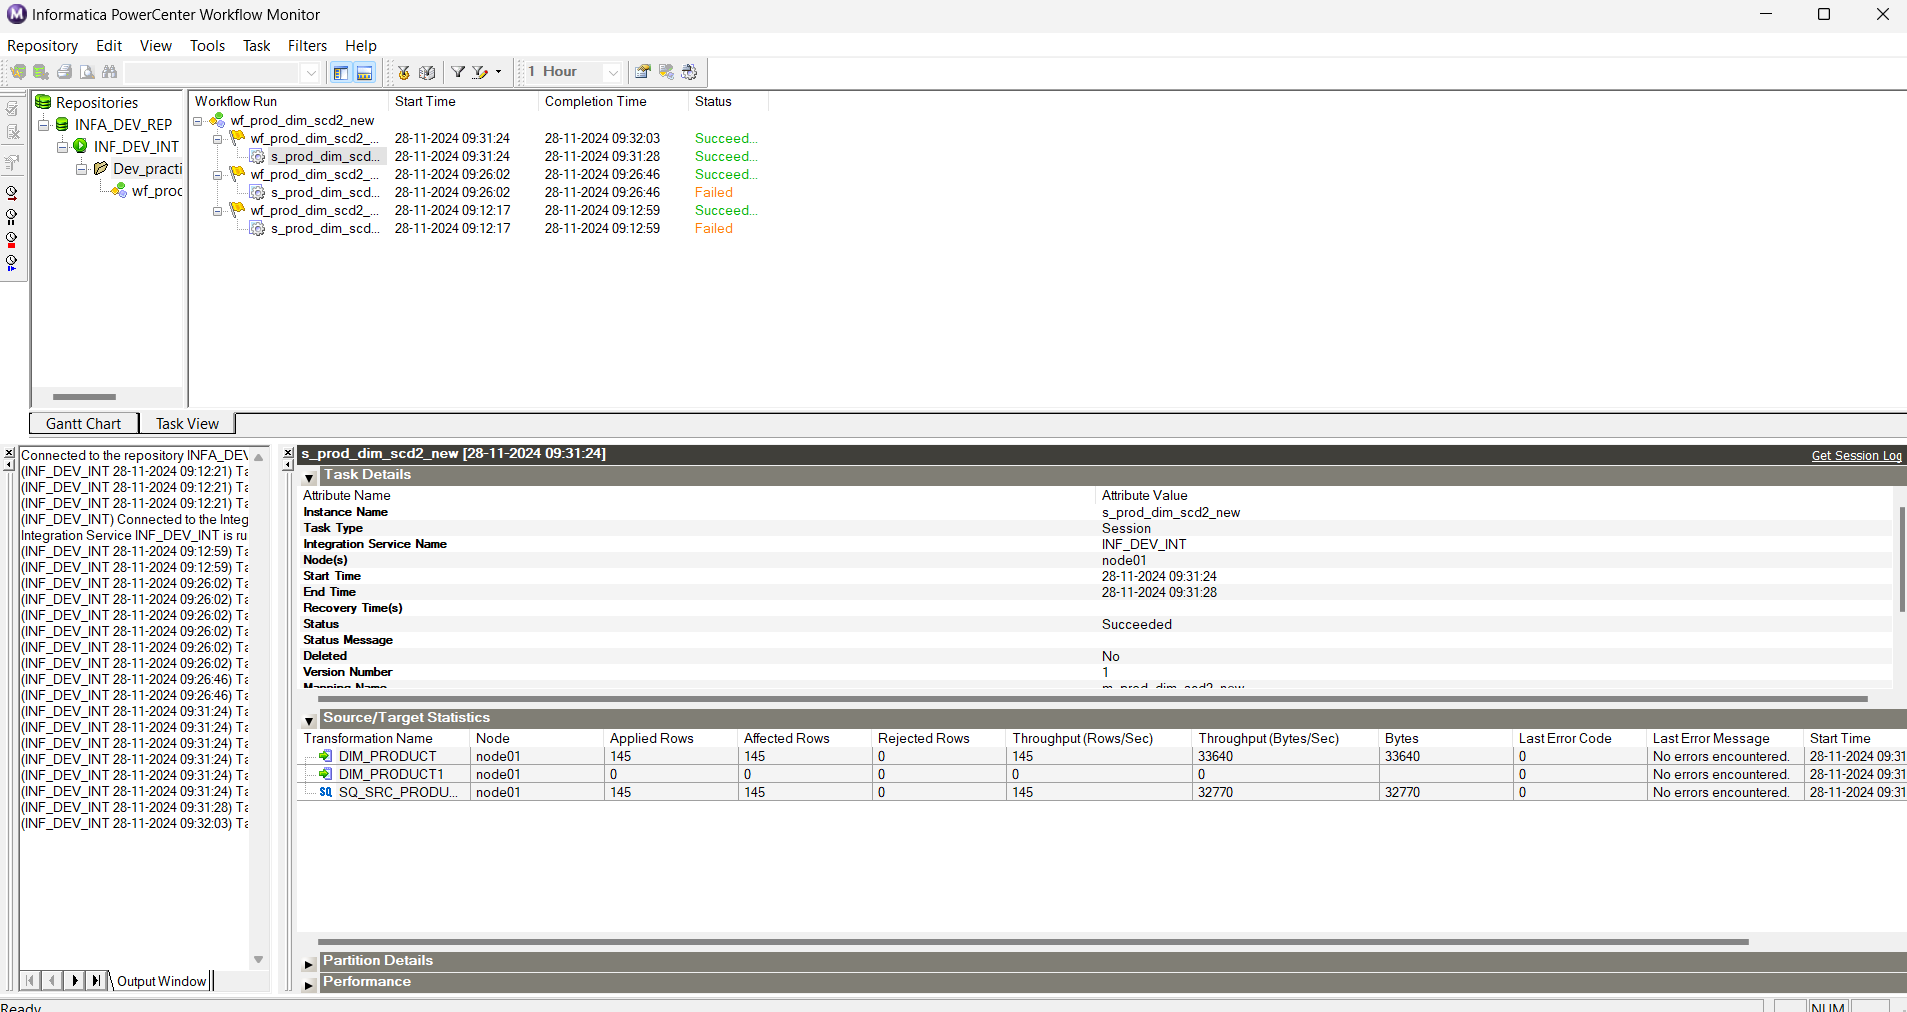 Informatica PowerCenter Workflow Monitor
Repository Edit View Tools Task Filters Help
1 Hour
Repositories
INFA_DEV_REP
INF_DEV_INT
Dev_practi
wf_proc
Workflow Run Start Time Completion Time Status
wf_prod_dim_scd2_new
wf_prod_dim_scd2_... 28-11-2024 09:31:24 28-11-2024 09:32:03 Succeed...
s_prod_dim_scd... 28-11-2024 09:31:24 28-11-2024 09:31:28 Succeed...
wf_prod_dim_scd2_... 28-11-2024 09:26:02 28-11-2024 09:26:46 Succeed...
s_prod_dim_scd... 28-11-2024 09:26:02 28-11-2024 09:26:46 Failed
wf_prod_dim_scd2_... 28-11-2024 09:12:17 28-11-2024 09:12:59 Succeed...
s_prod_dim_scd... 28-11-2024 09:12:17 28-11-2024 09:12:59 Failed
Gantt Chart Task View
Connected to the repository INFA_DEV
(INF_DEV_INT 28-11-2024 09:12:21) Ta
(INF_DEV_INT 28-11-2024 09:12:21) Ta
(INF_DEV_INT 28-11-2024 09:12:21) Ta
(INF_DEV_INT) Connected to the Integ
Integration Service INF_DEV_INT is ru
(INF_DEV_INT 28-11-2024 09:12:59) Ta
(INF_DEV_INT 28-11-2024 09:12:59) Ta
(INF_DEV_INT 28-11-2024 09:26:02) Ta
(INF_DEV_INT 28-11-2024 09:26:02) Ta
(INF_DEV_INT 28-11-2024 09:26:02) Ta
(INF_DEV_INT 28-11-2024 09:26:02) Ta
(INF_DEV_INT 28-11-2024 09:26:02) Ta
(INF_DEV_INT 28-11-2024 09:26:02) Ta
(INF_DEV_INT 28-11-2024 09:26:46) Ta
(INF_DEV_INT 28-11-2024 09:26:46) Ta
(INF_DEV_INT 28-11-2024 09:31:24) Ta
(INF_DEV_INT 28-11-2024 09:31:24) Ta
(INF_DEV_INT 28-11-2024 09:31:24) Ta
(INF_DEV_INT 28-11-2024 09:31:24) Ta
(INF_DEV_INT 28-11-2024 09:31:24) Ta
(INF_DEV_INT 28-11-2024 09:31:24) Ta
(INF_DEV_INT 28-11-2024 09:31:28) Ta
(INF_DEV_INT 28-11-2024 09:32:03) Ta
Output Window
s_prod_dim_scd2_new [28-11-2024 09:31:24]
Get Session Log
Task Details
Attribute Name Attribute Value
Instance Name s_prod_dim_scd2_new
Task Type Session
Integration Service Name INF_DEV_INT
Node(s) node01
Start Time 28-11-2024 09:31:24
End Time 28-11-2024 09:31:28
Recovery Time(s)
Status Succeeded
Status Message
Deleted No
Version Number 1
Mapping Name m_prod_dim_scd2_new
Source/Target Statistics
Transformation Name Node Applied Rows Affected Rows Rejected Rows Throughput (Rows/Sec) Throughput (Bytes/Sec) Bytes Last Error Code Last Error Message Start Time
DIM_PRODUCT node01 145 145 0 145 33640 33640 0 No errors encountered. 28-11-2024 09:31
DIM_PRODUCT1 node01 0 0 0 0 0 0 No errors encountered. 28-11-2024 09:31
SQ_SRC_PRODU... node01 145 145 0 145 32770 32770 0 No errors encountered. 28-11-2024 09:31
Partition Details
Performance
Ready
NUM